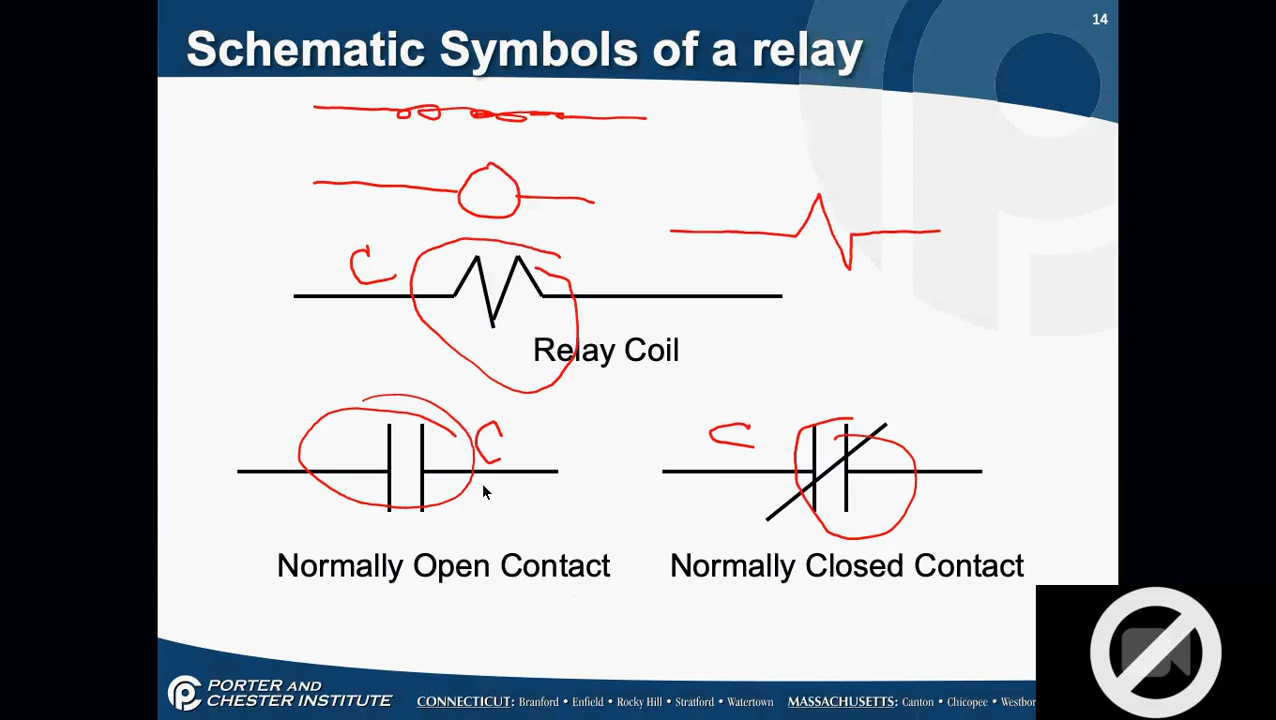 14
Schematic Symbols of a relay
C
Relay Coil
C
C
Normally Open Contact
Normally Closed Contact
PORTER AND
CHESTER INSTITUTE
CONNECTICUT: Branford • Enfield • Rocky Hill • Stratford • Watertown
MASSACHUSETTS: Canton • Chicopee • Westbor